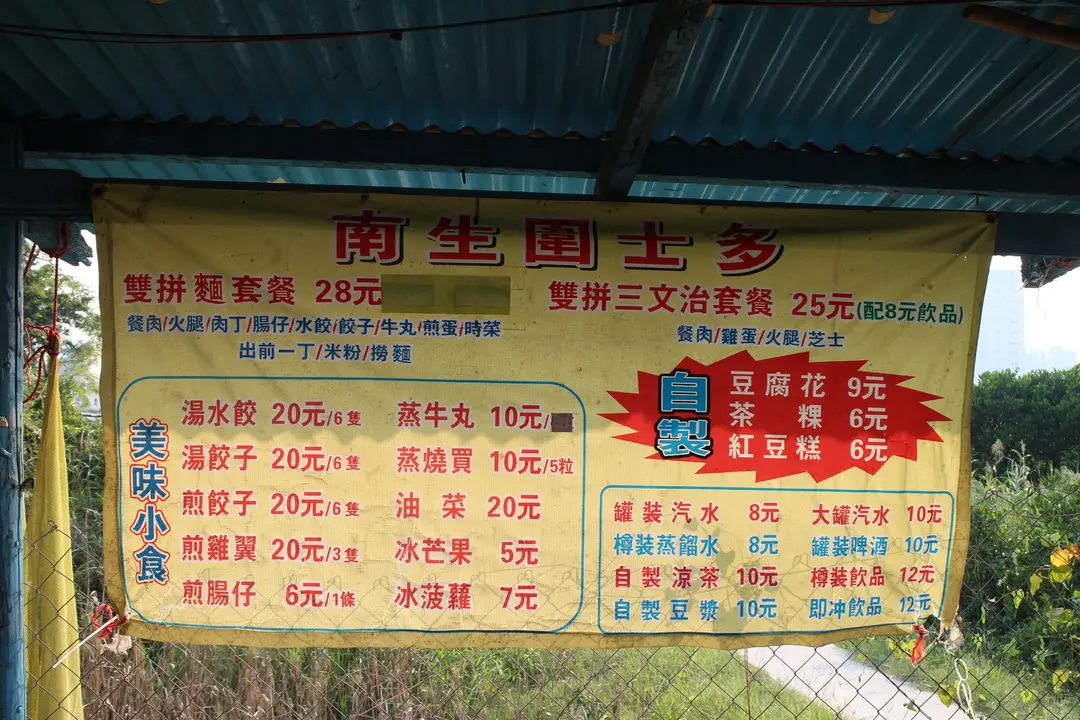 南生圍士多
雙拼麵套餐 28元
餐肉/火腿/肉丁/腸仔/水餃/餃子/牛丸/煎蛋/時菜
出前一丁/米粉/撈麵
雙拼三文治套餐 25元(配8元飲品)
餐肉/雞蛋/火腿/芝士
美味小食
湯水餃 20元/6隻 蒸牛丸 10元/
湯餃子 20元/6隻 蒸燒買 10元/5粒
煎餃子 20元/6隻 油菜 20元
煎雞翼 20元/3隻 冰芒果 5元
煎腸仔 6元/1條 冰菠蘿 7元
自製
豆腐花 9元
茶粿 6元
紅豆糕 6元
罐裝汽水 8元 大罐汽水 10元
樽裝蒸餾水 8元 罐裝啤酒 10元
自製涼茶 10元 樽裝飲品 12元
自製豆漿 10元 即冲飲品 12元